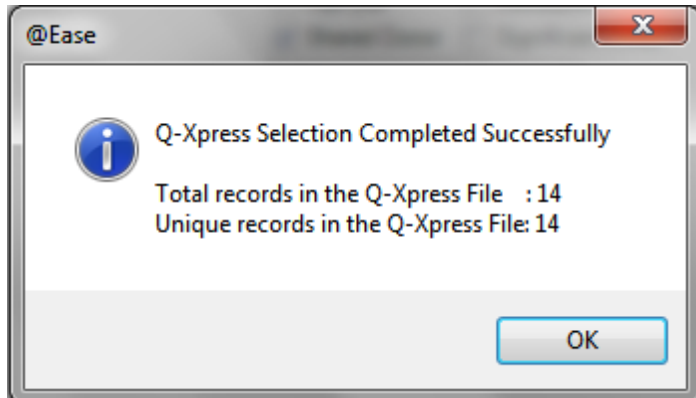 @Ease
Q-Xpress Selection Completed Successfully
Total records in the Q-Xpress File : 14
Unique records in the Q-Xpress File: 14
OK